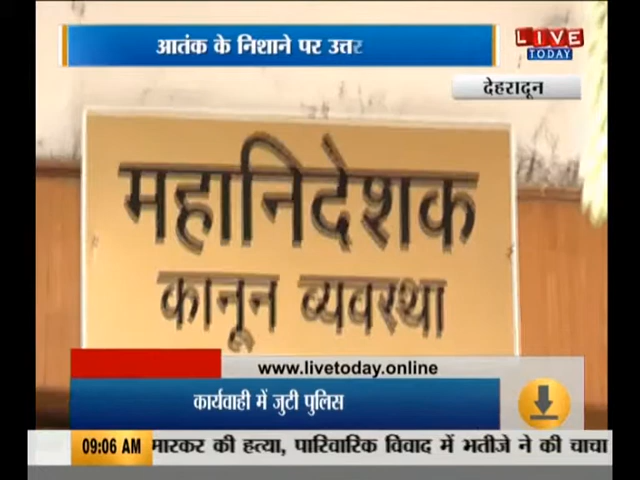 आतंक के निशाने पर उत्तर
LIVE
TODAY
देहरादून
महानिदेशक
कानून व्यवस्था
www.livetoday.online
कार्यवाही में जुटी पुलिस
09:06 AM मारकर की हत्या, पारिवारिक विवाद में भतीजे ने की चाचा